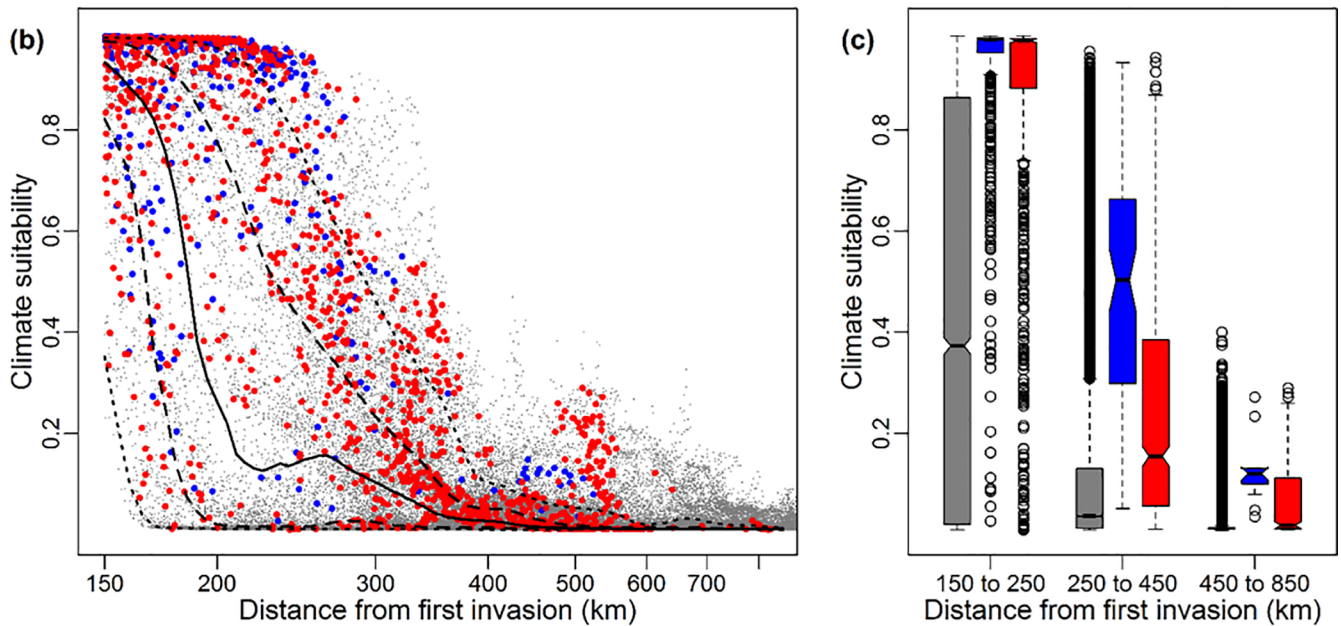 (b)
Climate suitability
0.8
0.6
0.4
0.2
150 200 300 400 500 600 700
Distance from first invasion (km)
(c)
Climate suitability
0.8
0.6
0.4
0.2
150 to 250 250 to 450 450 to 850
Distance from first invasion (km)